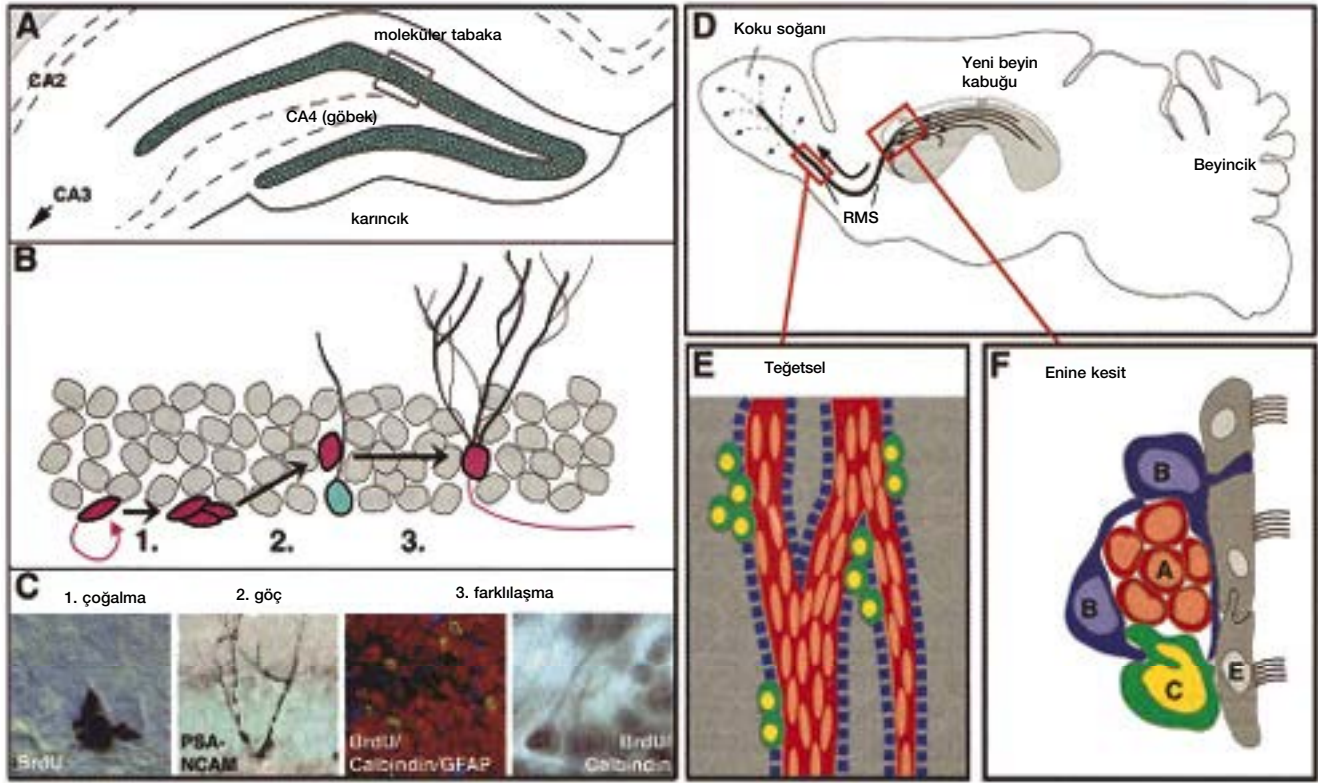 A
moleküler tabaka
CA2
CA4 (göbek)
CA3
karıncık
B
1.
2.
3.
C
1. çoğalma
2. göç
3. farklılaşma
BrdU
PSA-
NCAM
BrdU/
Calbindin/GFAP
BrdU/
Calbindin
D
Koku soğanı
Yeni beyin
kabuğu
Beyincik
RMS
E
Teğetsel
F
Enine kesit
B
A
B
E
C